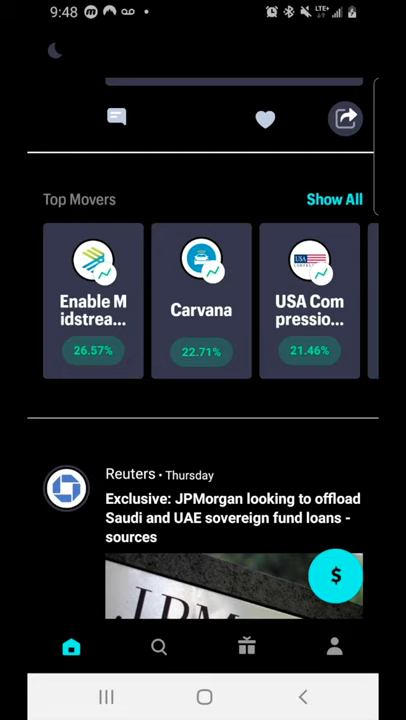 9:48
LTE+
Top Movers
Show All
Enable M
idstrea...
26.57%
Carvana
22.71%
USA
USA Com
pressio...
21.46%
Reuters • Thursday
Exclusive: JPMorgan looking to offload
Saudi and UAE sovereign fund loans -
sources
J.P.M
$